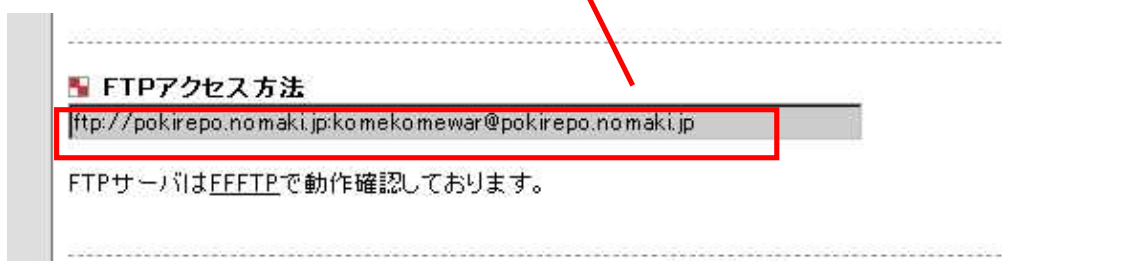 FTPアクセス方法
ftp://pokirepo.nomaki.jp:komekomewar@pokirepo.nomaki.jp
FTPサーバはFFFTPで動作確認しております。